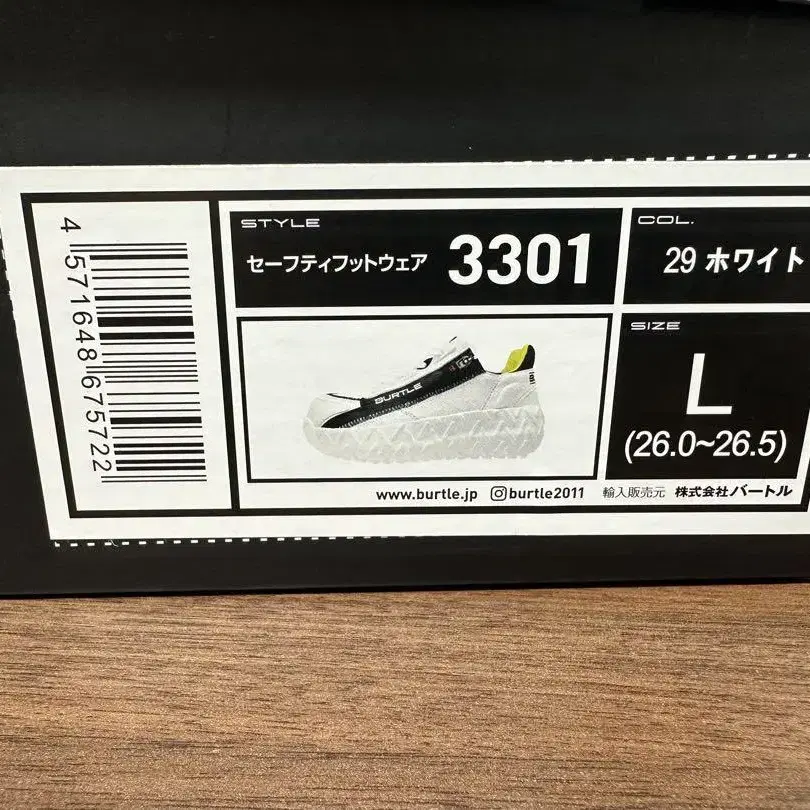 4 571648 675722
STYLE
セーフティフットウェア 3301
COL.
29 ホワイト
BURTLE
SIZE
L
(26.0~26.5)
www.burtle.jp burtle2011 輸入販売元 株式会社バートル